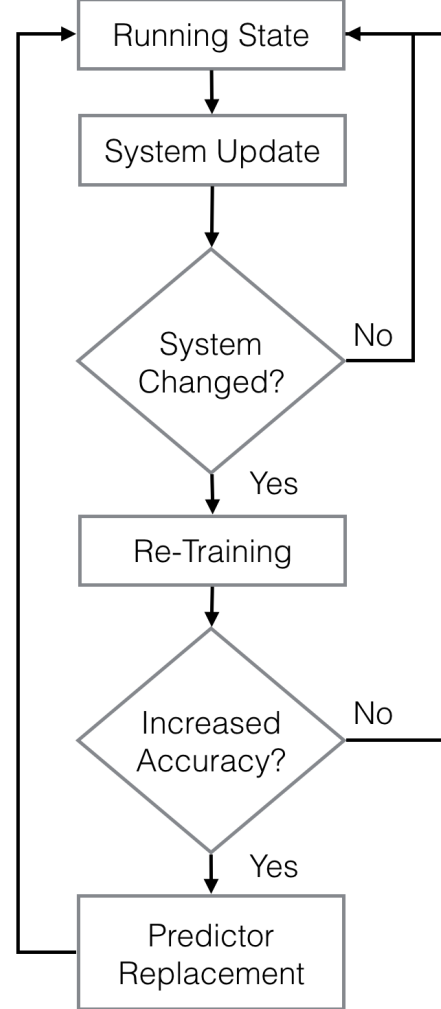 Running State
System Update
System
Changed?
No
Yes
Re-Training
Increased
Accuracy?
No
Yes
Predictor
Replacement